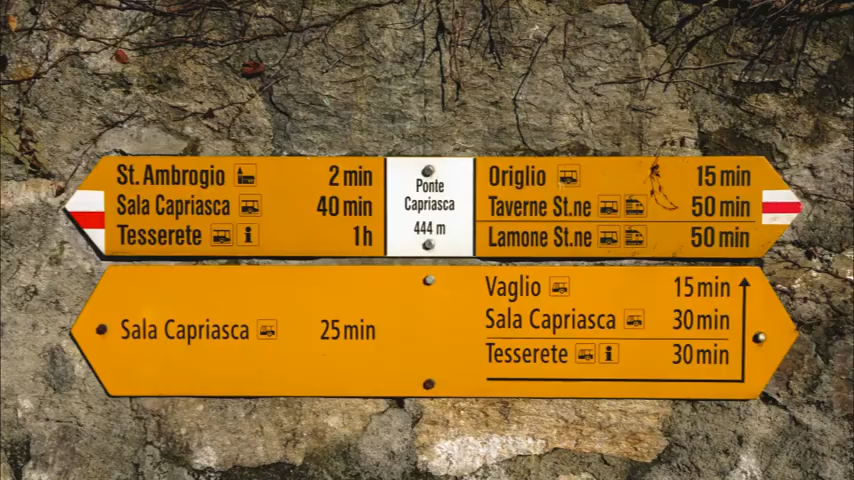 St. Ambrogio 2 min
Sala Capriasca 40 min
Tesserete 1h
Ponte
Capriasca
444 m
Origlio 15 min
Taverne St.ne 50 min
Lamone St.ne 50 min
Sala Capriasca 25 min
Vaglio 15 min
Sala Capriasca 30 min
Tesserete 30 min